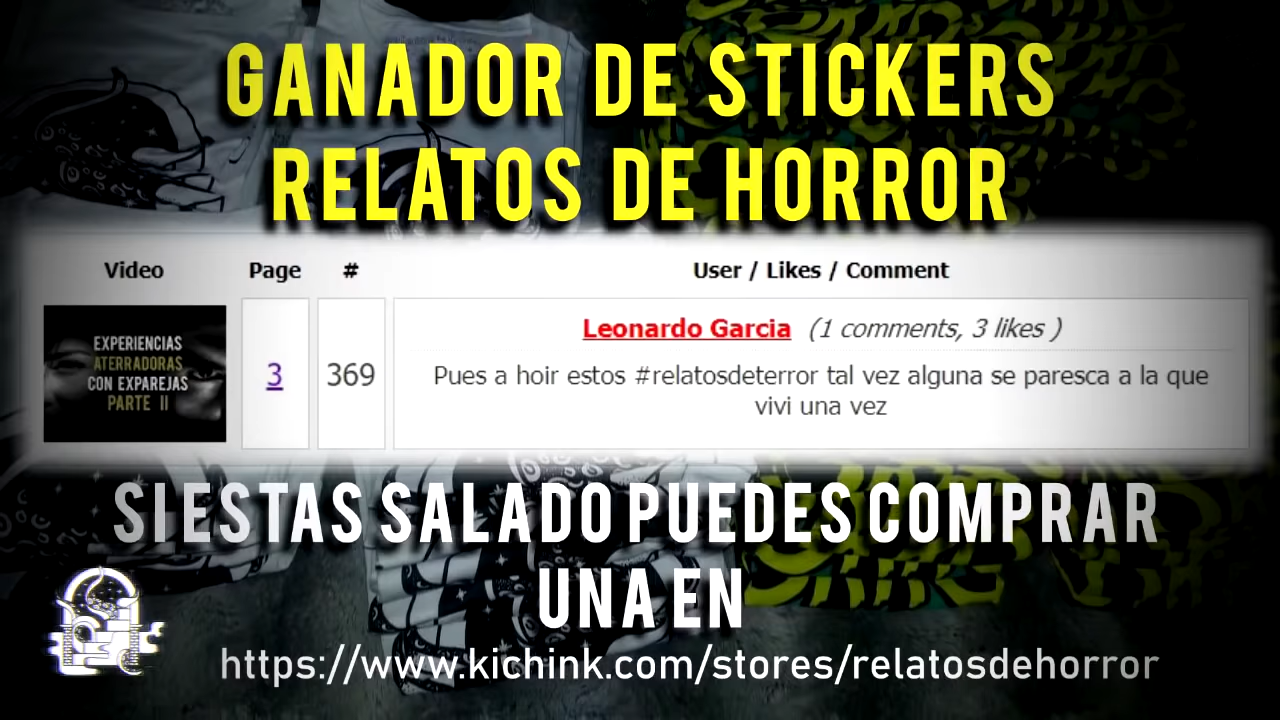 GANADOR DE STICKERS
RELATOS DE HORROR
Video Page # User / Likes / Comment
Leonardo Garcia (1 comments, 3 likes )
EXPERIENCIAS
ATERRADORAS
CON EXPAREJAS
PARTE II
3 369 Pues a hoir estos #relatosdeterror tal vez alguna se paresca a la que
vivi una vez
SI ESTAS SALADO PUEDES COMPRAR
UNA EN
https://www.kichink.com/stores/relatosdehorror